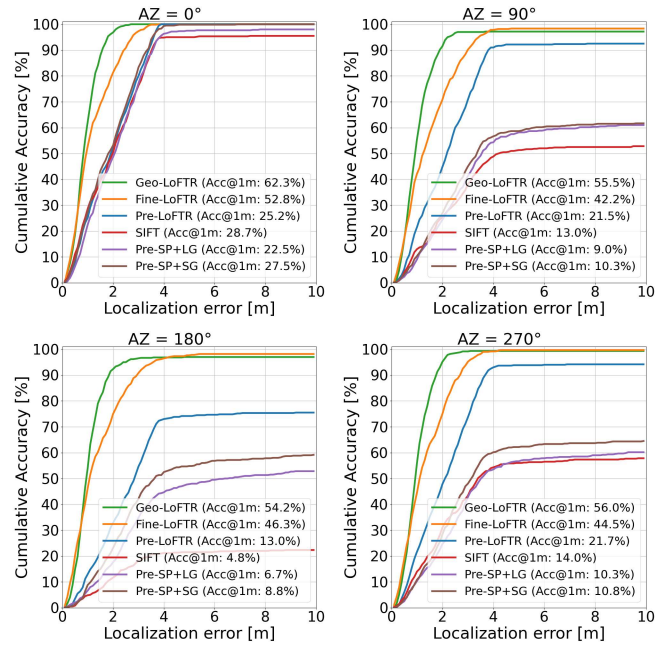 AZ = 0°
Cumulative Accuracy [%]
100
90
80
70
60
50
40
30
20
10
0
Geo-LoFTR (Acc@1m: 62.3%)
Fine-LoFTR (Acc@1m: 52.8%)
Pre-LoFTR (Acc@1m: 25.2%)
SIFT (Acc@1m: 28.7%)
Pre-SP+LG (Acc@1m: 22.5%)
Pre-SP+SG (Acc@1m: 27.5%)
0 2 4 6 8 10
Localization error [m]
AZ = 90°
Cumulative Accuracy [%]
100
90
80
70
60
50
40
30
20
10
0
Geo-LoFTR (Acc@1m: 55.5%)
Fine-LoFTR (Acc@1m: 42.2%)
Pre-LoFTR (Acc@1m: 21.5%)
SIFT (Acc@1m: 13.0%)
Pre-SP+LG (Acc@1m: 9.0%)
Pre-SP+SG (Acc@1m: 10.3%)
0 2 4 6 8 10
Localization error [m]
AZ = 180°
Cumulative Accuracy [%]
100
90
80
70
60
50
40
30
20
10
0
Geo-LoFTR (Acc@1m: 54.2%)
Fine-LoFTR (Acc@1m: 46.3%)
Pre-LoFTR (Acc@1m: 13.0%)
SIFT (Acc@1m: 4.8%)
Pre-SP+LG (Acc@1m: 6.7%)
Pre-SP+SG (Acc@1m: 8.8%)
0 2 4 6 8 10
Localization error [m]
AZ = 270°
Cumulative Accuracy [%]
100
90
80
70
60
50
40
30
20
10
0
Geo-LoFTR (Acc@1m: 56.0%)
Fine-LoFTR (Acc@1m: 44.5%)
Pre-LoFTR (Acc@1m: 21.7%)
SIFT (Acc@1m: 14.0%)
Pre-SP+LG (Acc@1m: 10.3%)
Pre-SP+SG (Acc@1m: 10.8%)
0 2 4 6 8 10
Localization error [m]